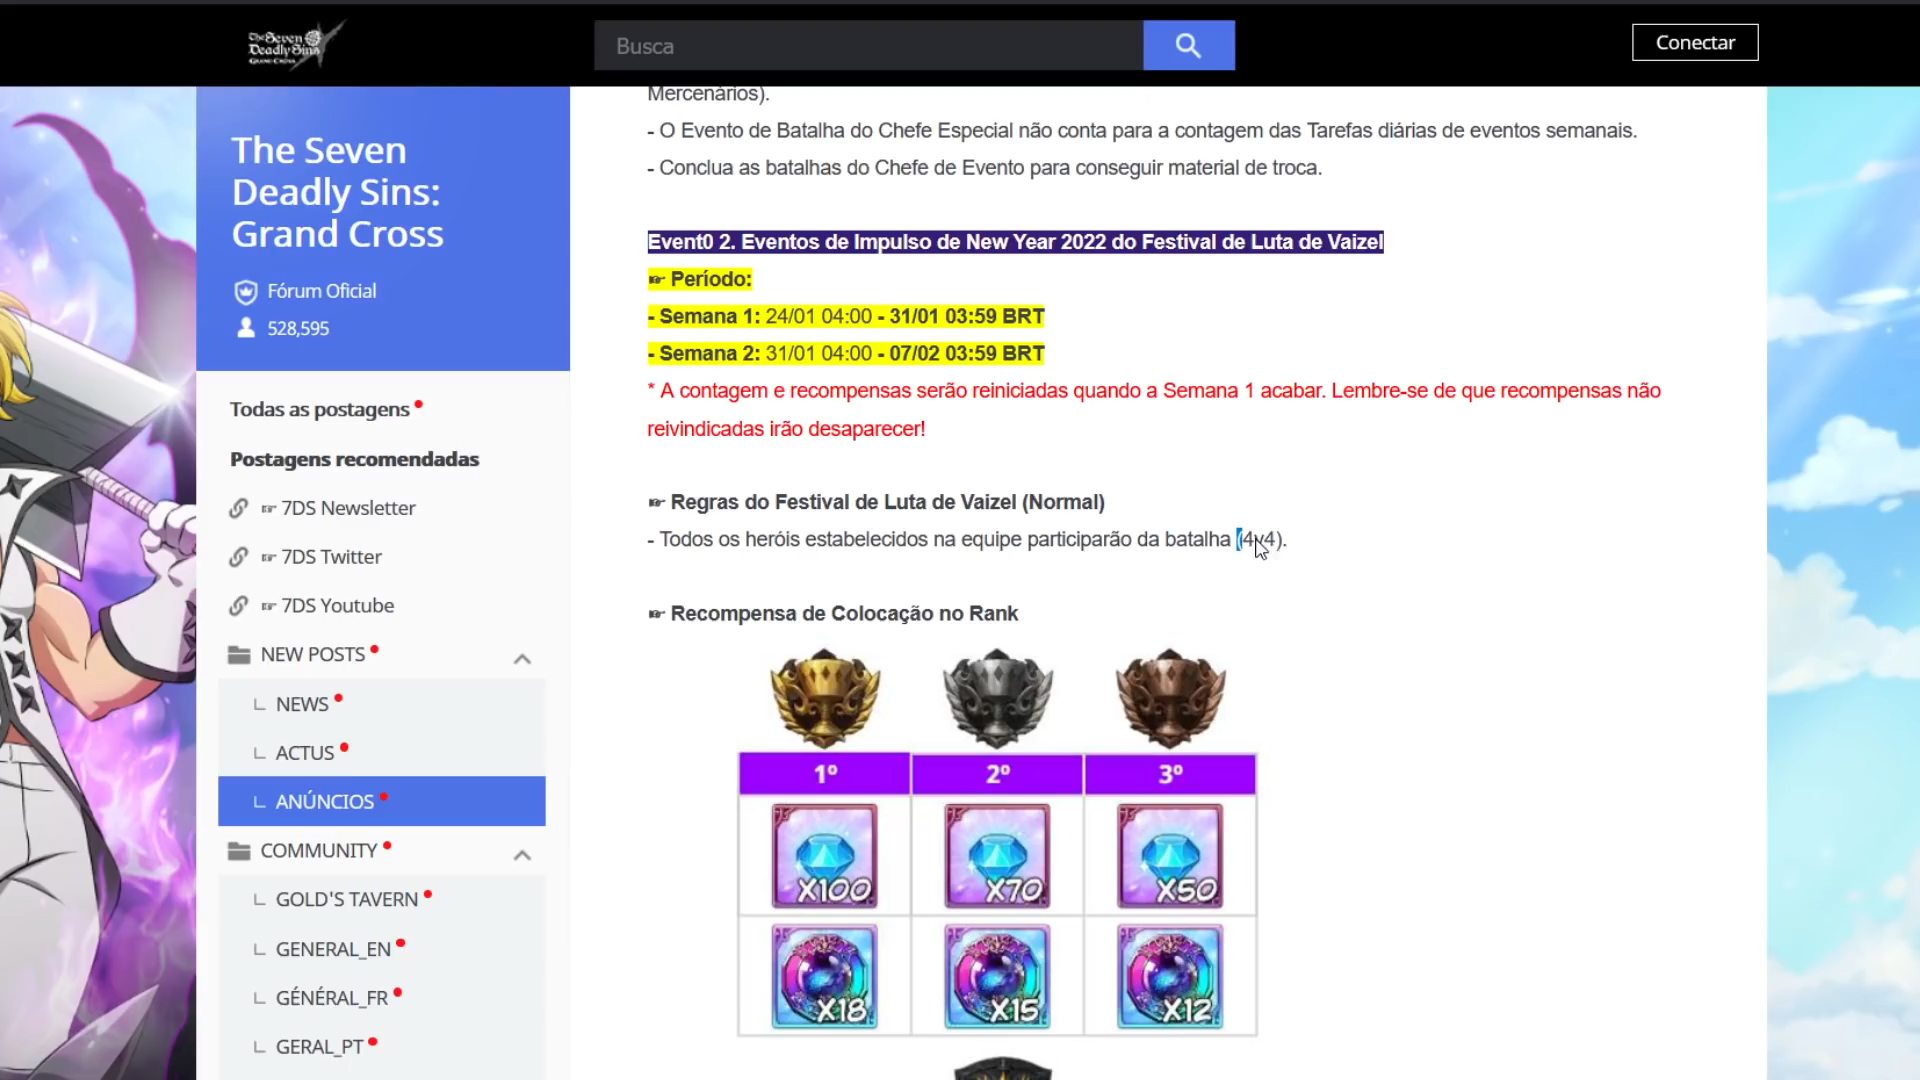 The Seven
Deadly Sins
GRAND CROSS
Busca
Conectar
The Seven
Deadly Sins:
Grand Cross
Fórum Oficial
528,595
Todas as postagens
Postagens recomendadas
☞ 7DS Newsletter
☞ 7DS Twitter
☞ 7DS Youtube
NEW POSTS
NEWS
ACTUS
ANÚNCIOS
COMMUNITY
GOLD'S TAVERN
GENERAL_EN
GÉNÉRAL_FR
GERAL_PT
Mercenários).
- O Evento de Batalha do Chefe Especial não conta para a contagem das Tarefas diárias de eventos semanais.
- Conclua as batalhas do Chefe de Evento para conseguir material de troca.
Event0 2. Eventos de Impulso de New Year 2022 do Festival de Luta de Vaizel
☞ Período:
- Semana 1: 24/01 04:00 - 31/01 03:59 BRT
- Semana 2: 31/01 04:00 - 07/02 03:59 BRT
* A contagem e recompensas serão reiniciadas quando a Semana 1 acabar. Lembre-se de que recompensas não
reivindicadas irão desaparecer!
☞ Regras do Festival de Luta de Vaizel (Normal)
- Todos os heróis estabelecidos na equipe participarão da batalha (4v4).
☞ Recompensa de Colocação no Rank
1º 2º 3º
X100 X70 X50
X18 X15 X12